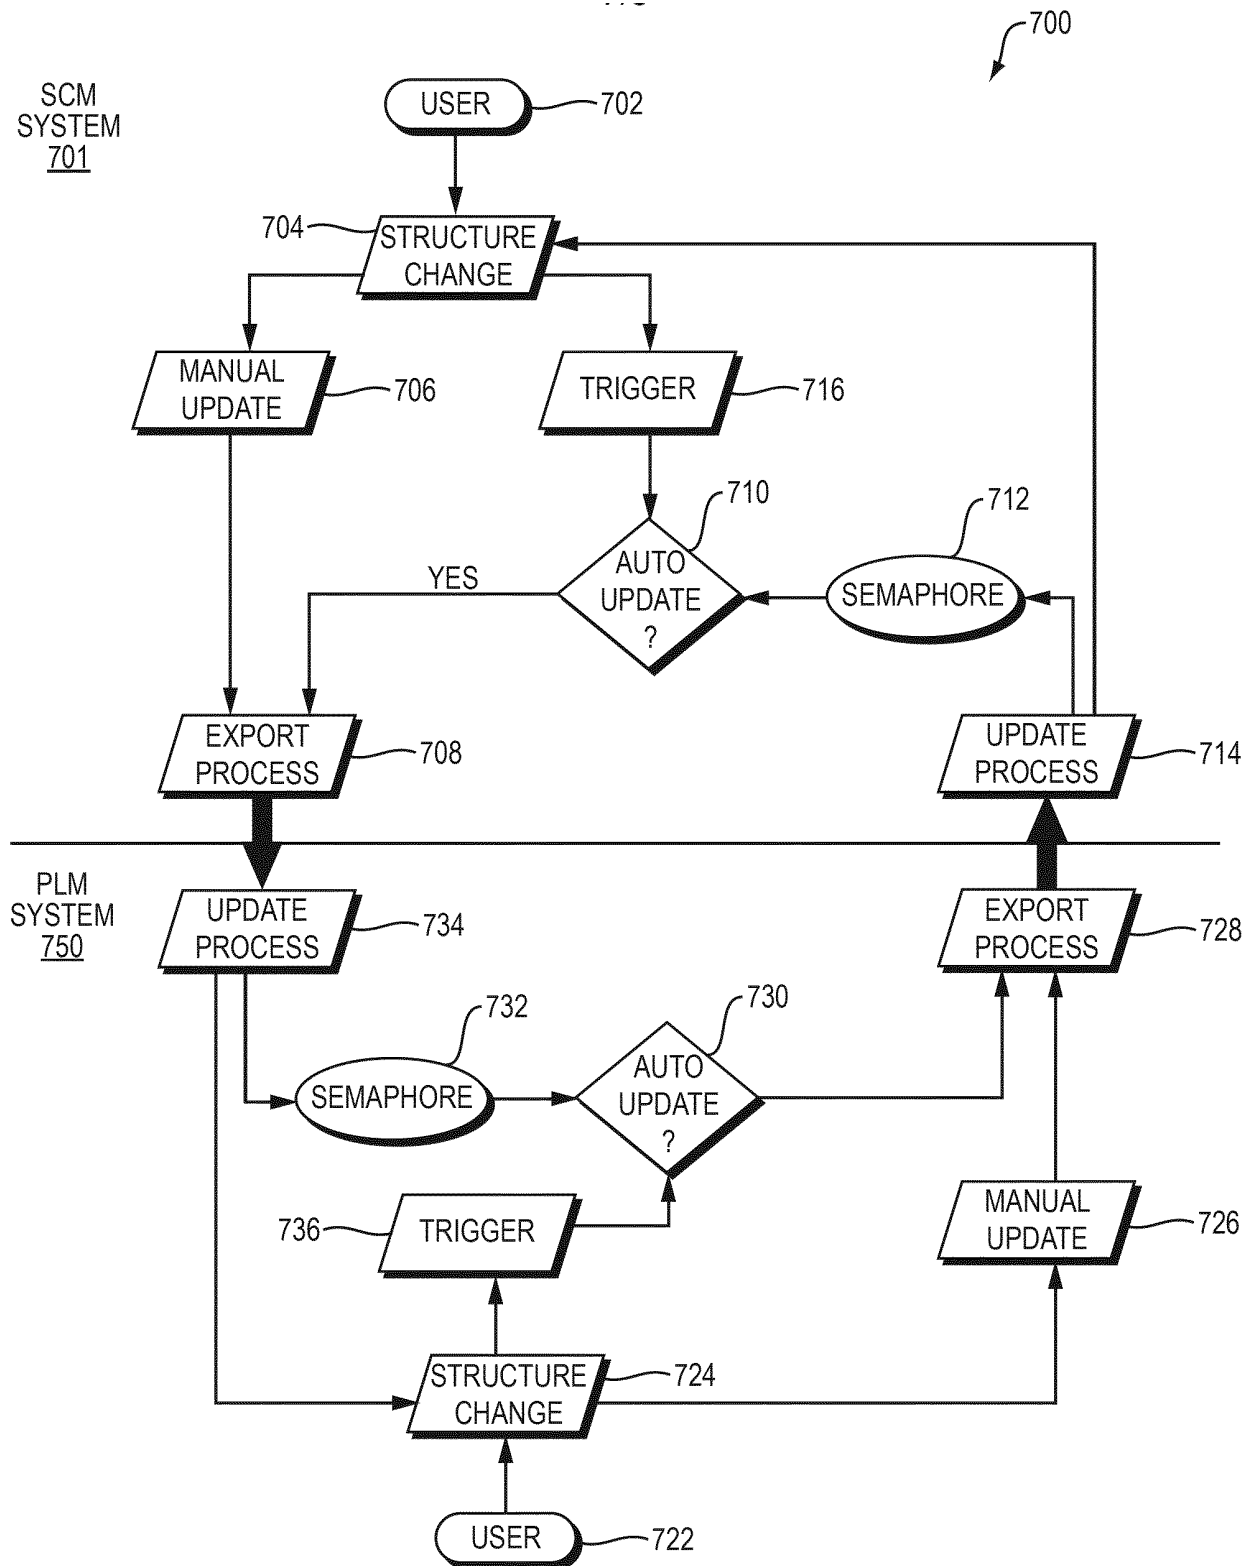 700
SCM
SYSTEM
701
USER
702
704
STRUCTURE
CHANGE
MANUAL
UPDATE
706
TRIGGER
716
710
712
AUTO
UPDATE
?
YES
SEMAPHORE
EXPORT
PROCESS
708
UPDATE
PROCESS
714
PLM
SYSTEM
750
UPDATE
PROCESS
734
EXPORT
PROCESS
728
732
730
SEMAPHORE
AUTO
UPDATE
?
736
TRIGGER
MANUAL
UPDATE
726
STRUCTURE
CHANGE
724
USER
722